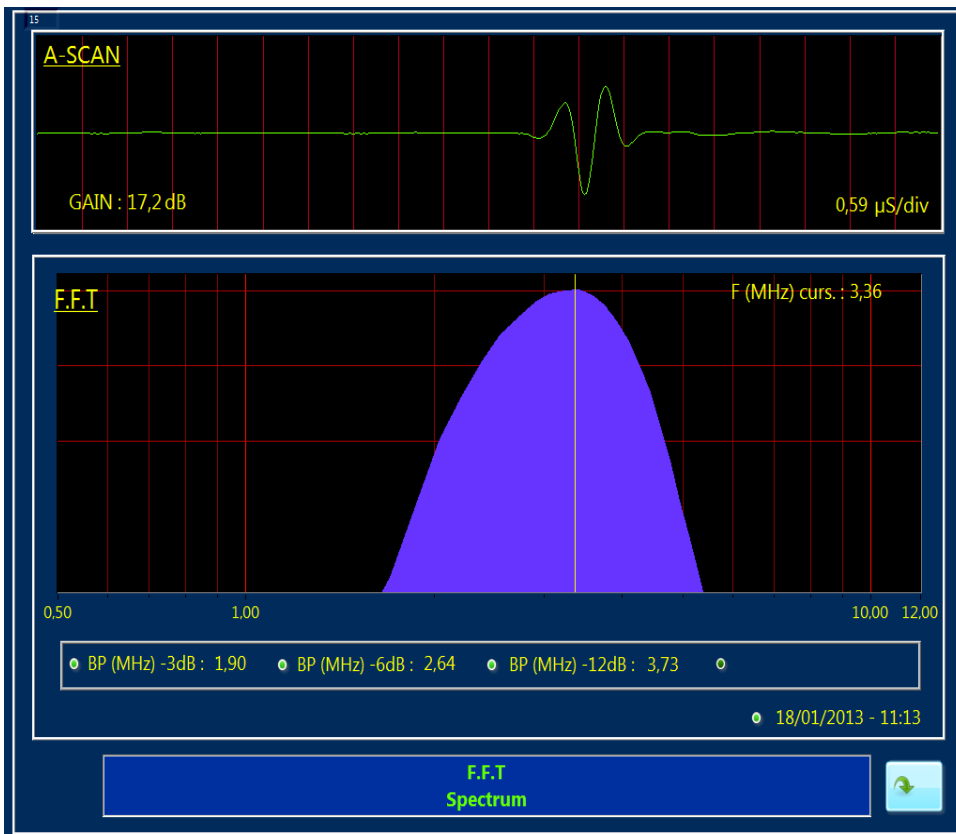 15
A-SCAN
GAIN : 17,2 dB
0,59 µS/div
F.F.T
F (MHz) curs. : 3,36
0,50 1,00 10,00 12,00
BP (MHz) -3dB : 1,90 BP (MHz) -6dB : 2,64 BP (MHz) -12dB : 3,73
18/01/2013 - 11:13
F.F.T
Spectrum